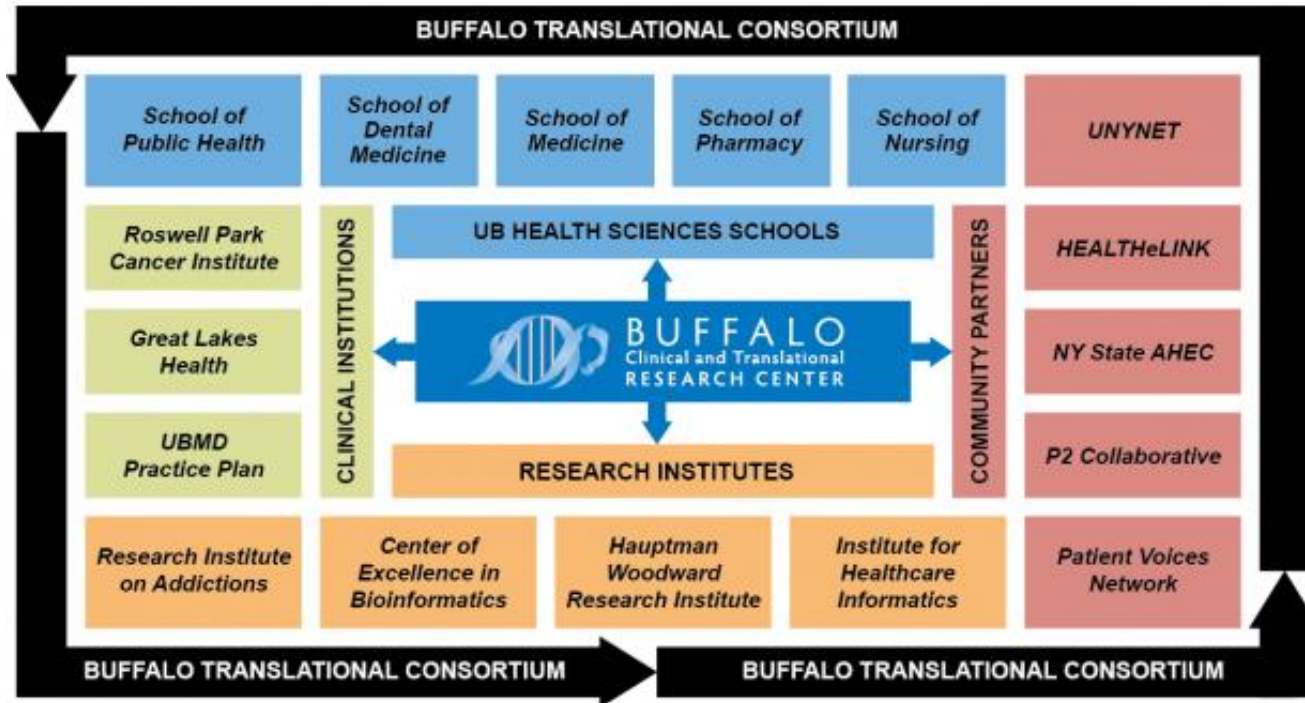 BUFFALO TRANSLATIONAL CONSORTIUM
School of
Public Health
School of
Dental
Medicine
School of
Medicine
School of
Pharmacy
School of
Nursing
UNYNET
Roswell Park
Cancer Institute
Great Lakes
Health
UBMD
Practice Plan
CLINICAL INSTITUTIONS
UB HEALTH SCIENCES SCHOOLS
BUFFALO
Clinical and Translational
RESEARCH CENTER
RESEARCH INSTITUTES
COMMUNITY PARTNERS
HEALTHeLINK
NY State AHEC
P2 Collaborative
Research Institute
on Addictions
Center of
Excellence in
Bioinformatics
Hauptman
Woodward
Research Institute
Institute for
Healthcare
Informatics
Patient Voices
Network
BUFFALO TRANSLATIONAL CONSORTIUM
BUFFALO TRANSLATIONAL CONSORTIUM